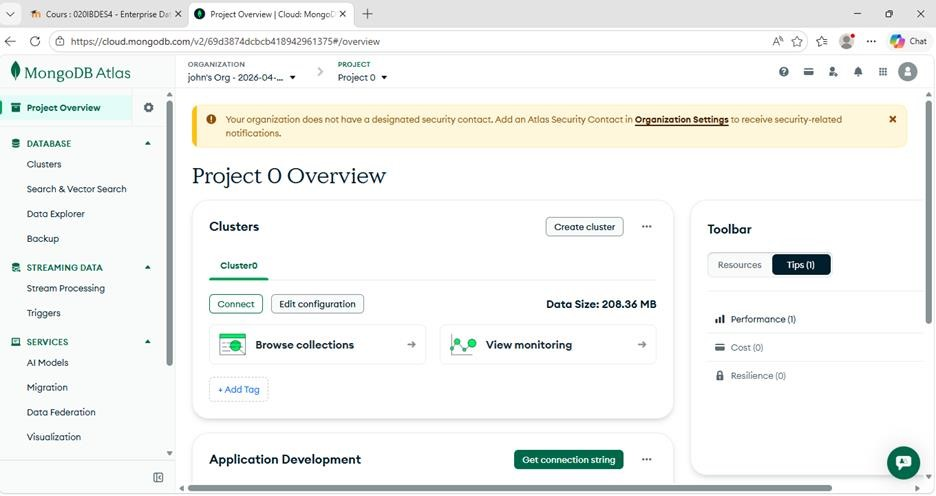 Cours : 020IBDES4 - Enterprise Dat
Project Overview | Cloud: MongoD
https://cloud.mongodb.com/v2/69d3874dcbcb418942961375#/overview
Chat
MongoDB Atlas
ORGANIZATION
john's Org - 2026-04-...
PROJECT
Project 0
Project Overview
DATABASE
Clusters
Search & Vector Search
Data Explorer
Backup
STREAMING DATA
Stream Processing
Triggers
SERVICES
AI Models
Migration
Data Federation
Visualization
Your organization does not have a designated security contact. Add an Atlas Security Contact in Organization Settings to receive security-related
notifications.
Project 0 Overview
Clusters
Create cluster
Cluster0
Connect
Edit configuration
Data Size: 208.36 MB
Browse collections
View monitoring
+ Add Tag
Application Development
Get connection string
Toolbar
Resources
Tips (1)
Performance (1)
Cost (0)
Resilience (0)